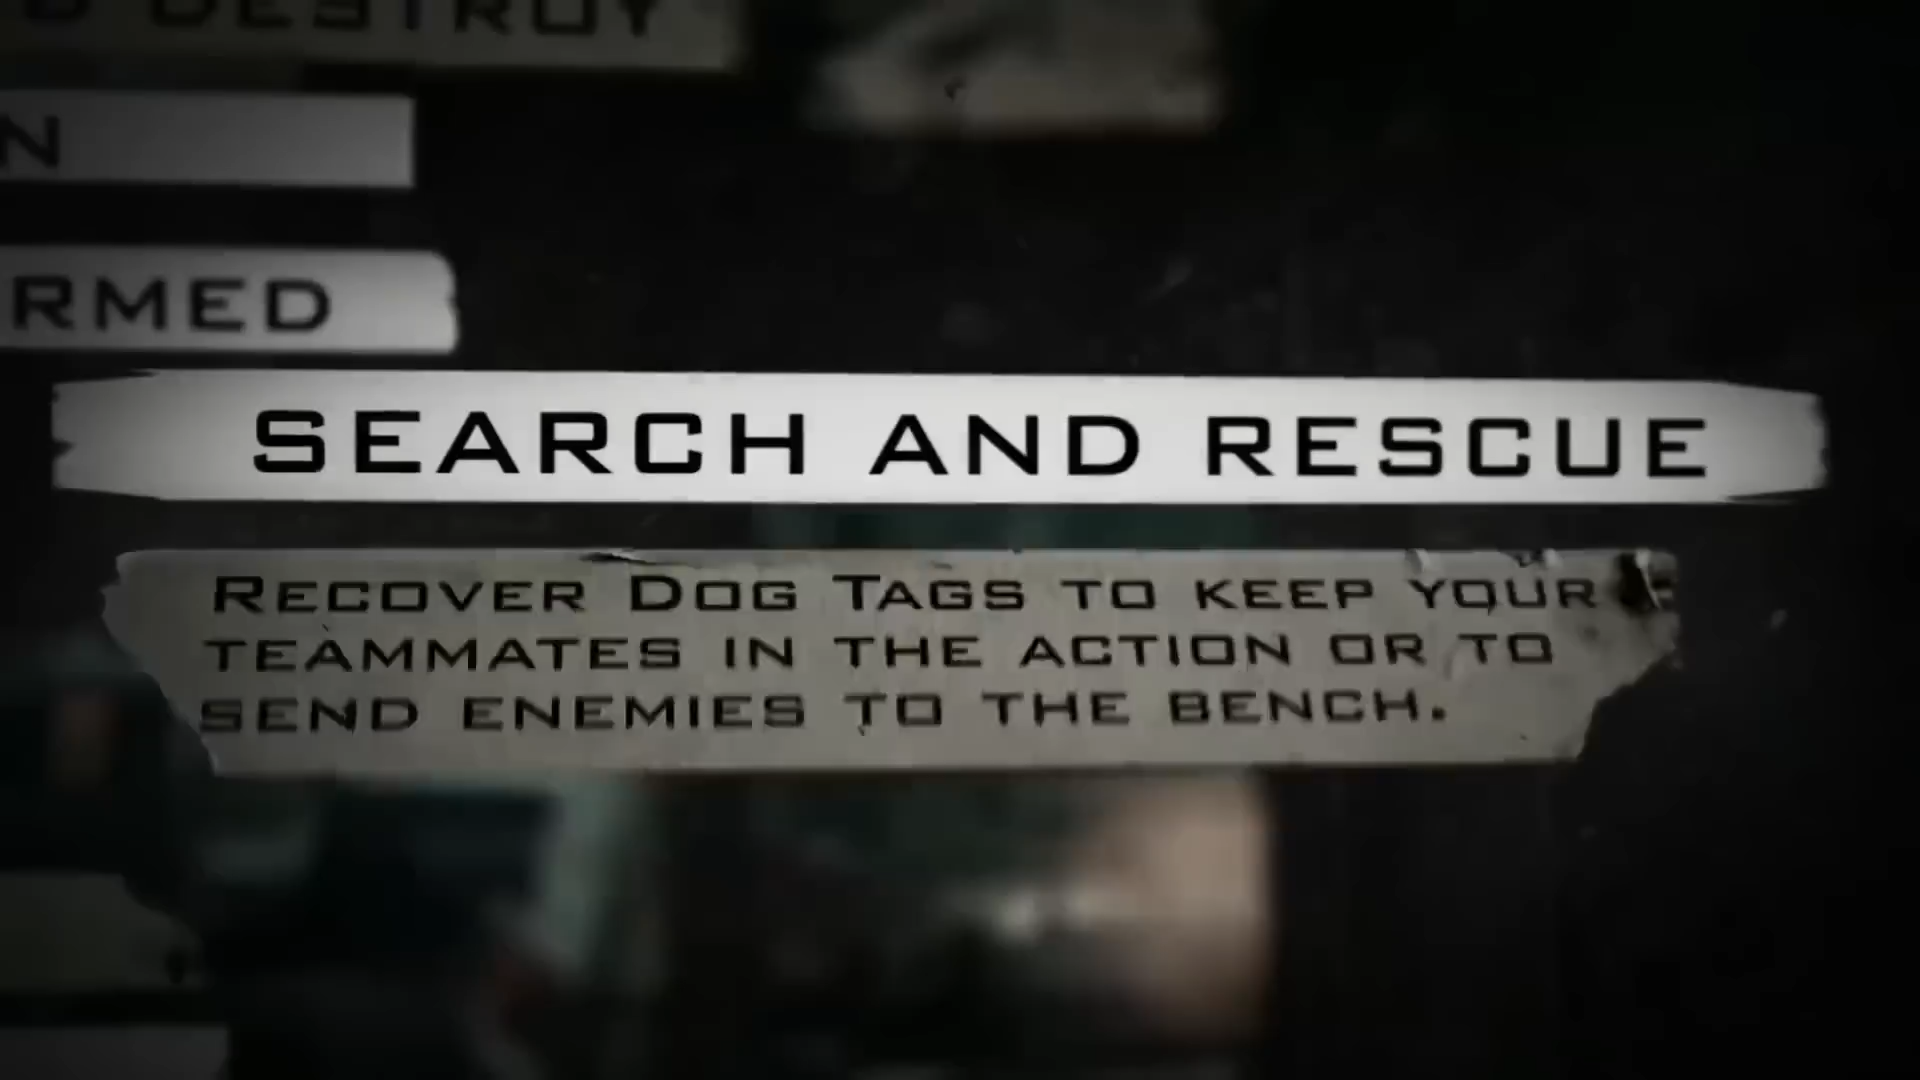 DESTROY
N
RMED
SEARCH AND RESCUE
RECOVER DOG TAGS TO KEEP YOUR
TEAMMATES IN THE ACTION OR TO
SEND ENEMIES TO THE BENCH.